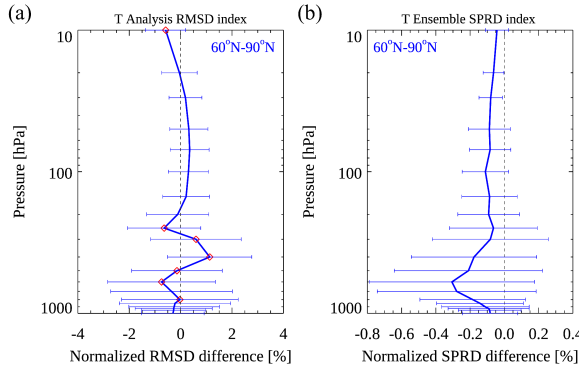 (a)
T Analysis RMSD index
60°N-90°N
10
100
1000
Pressure [hPa]
-4
-2
0
2
4
Normalized RMSD difference [%]
(b)
T Ensemble SPRD index
60°N-90°N
10
100
1000
Pressure [hPa]
-0.8
-0.6
-0.4
-0.2
0.0
0.2
0.4
Normalized SPRD difference [%]